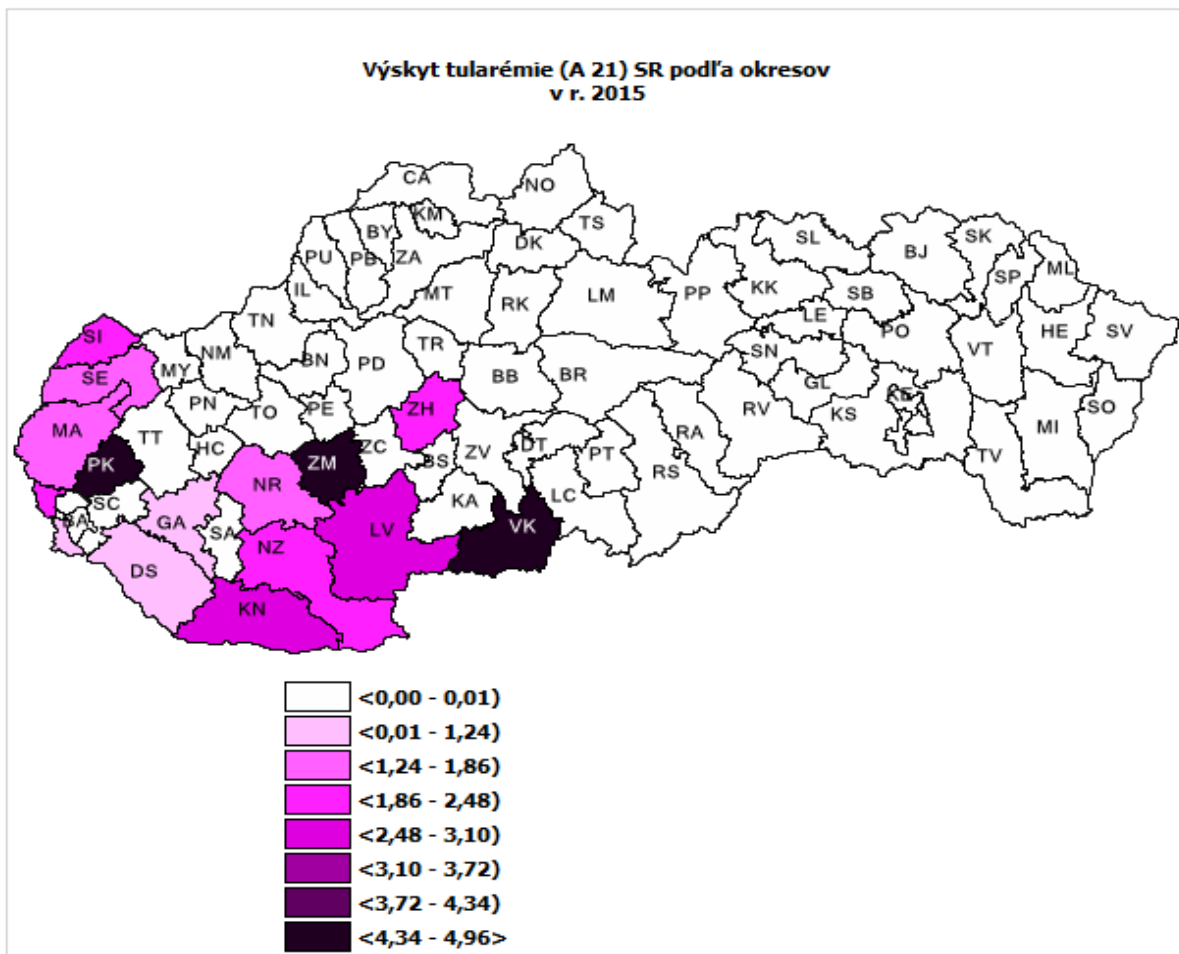 Výskyt tularémie (A 21) SR podľa okresov
v r. 2015
CA
NO
KM
TS
BY
PU
PB
ZA
DK
SL
BJ
SK
SP
ML
IL
MT
RK
LM
PP
KK
SB
TN
LE
PO
HE
SV
SI
MY
NM
BN
PD
TR
BB
BR
SN
VT
SE
GL
PN
TO
PE
ZH
RV
KS
KE
SO
MA
TT
HC
ZC
ZV
DT
PT
RA
MI
PK
ZM
BS
RS
TV
NR
KA
LC
SC
BA
GA
SA
NZ
LV
VK
DS
KN
<0,00 - 0,01)
<0,01 - 1,24)
<1,24 - 1,86)
<1,86 - 2,48)
<2,48 - 3,10)
<3,10 - 3,72)
<3,72 - 4,34)
<4,34 - 4,96>